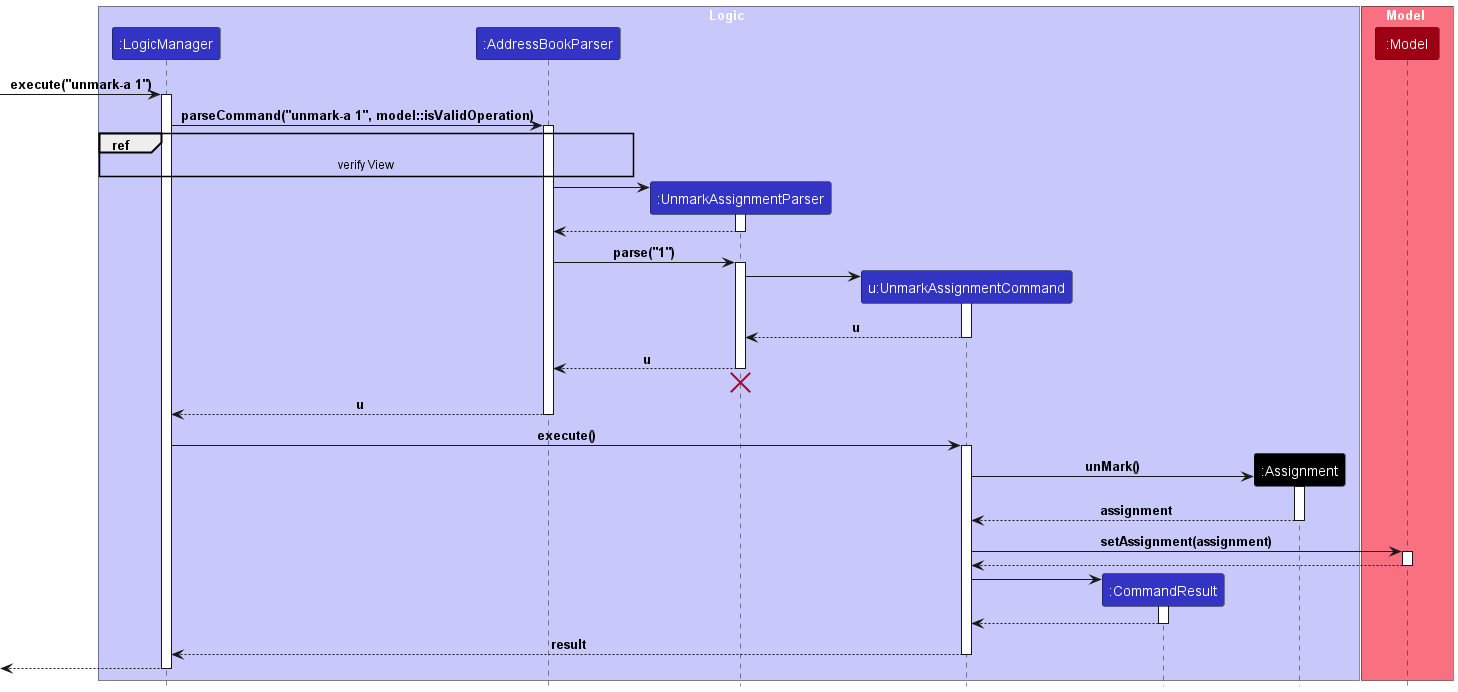 Logic
Model
:LogicManager
:AddressBookParser
:Model
execute("unmark-a 1")
parseCommand("unmark-a 1", model::isValidOperation)
ref
verify View
:UnmarkAssignmentParser
parse("1")
u:UnmarkAssignmentCommand
u
u
u
execute()
unMark()
:Assignment
assignment
setAssignment(assignment)
:CommandResult
result